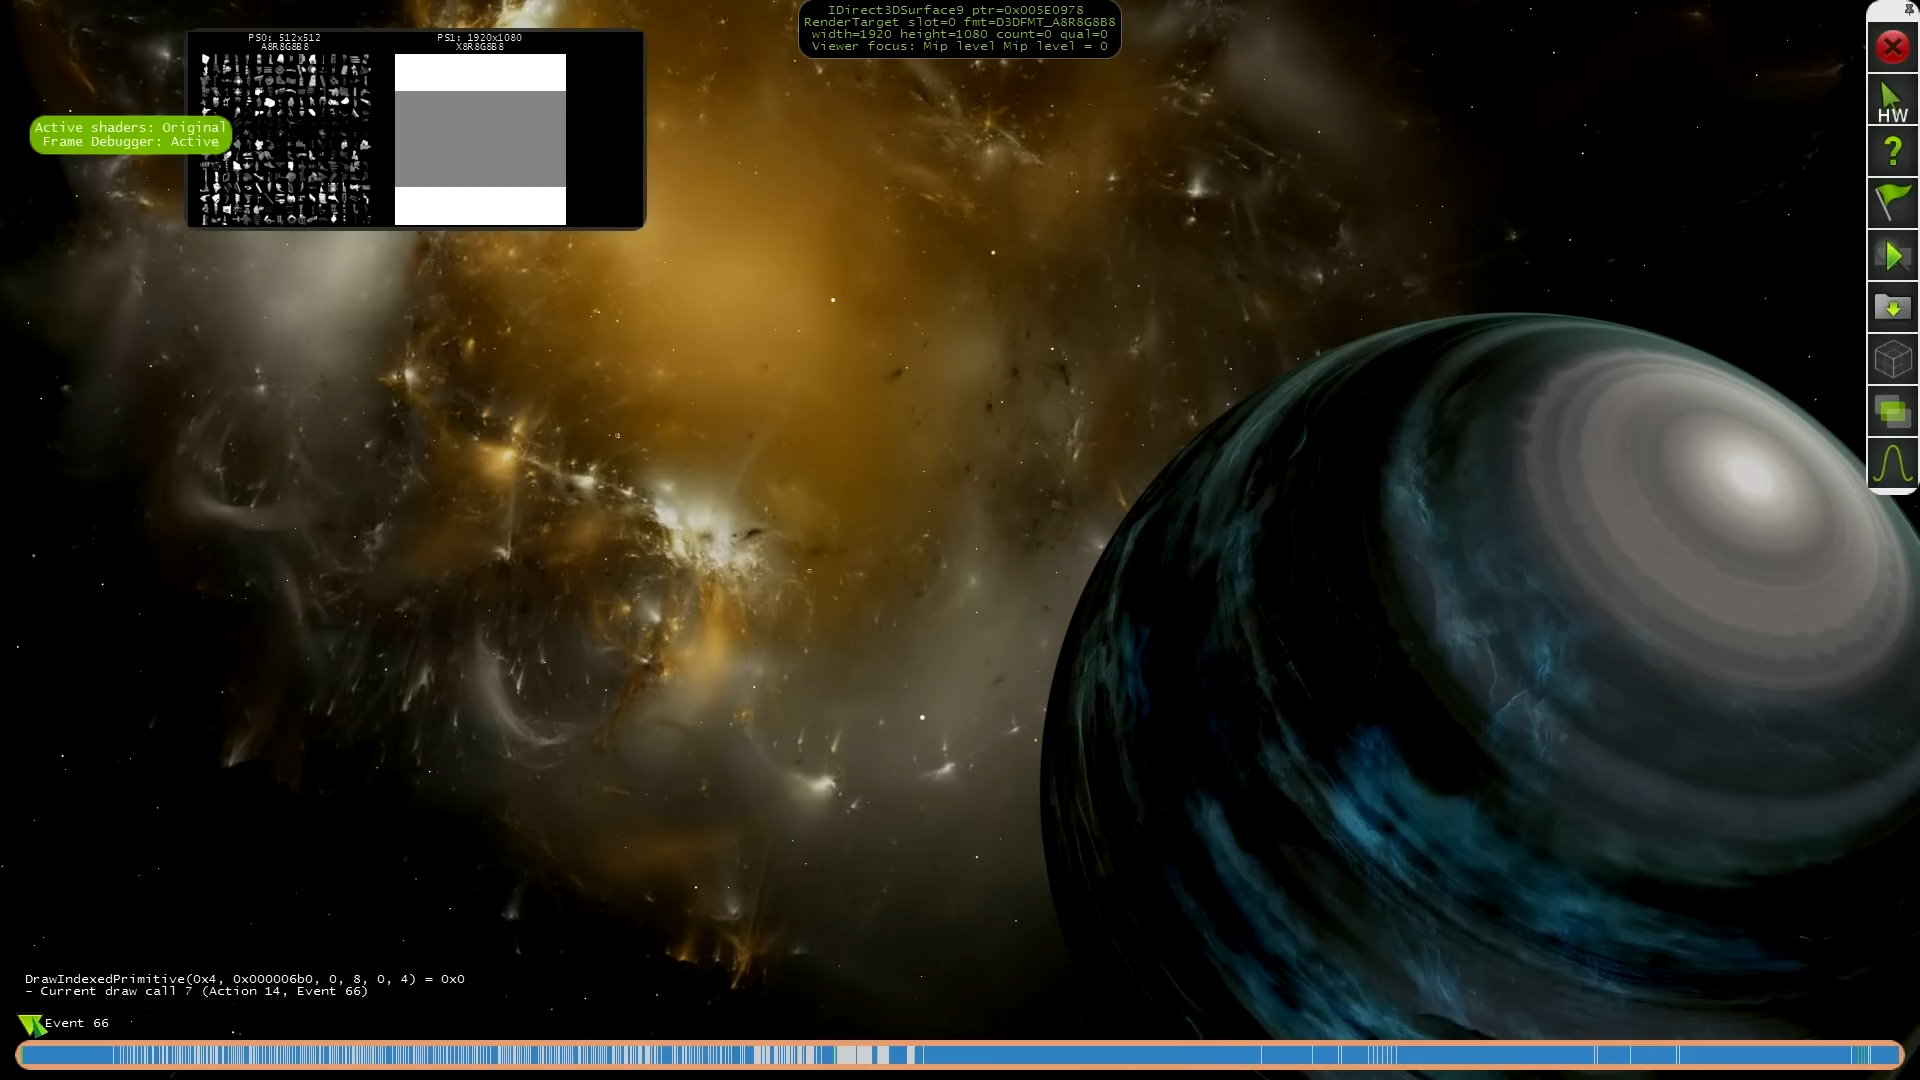 IDirect3DSurface9 ptr=0x005E0978
RenderTarget slot=0 fmt=D3DFMT_A8R8G8B8
width=1920 height=1080 count=0 qual=0
Viewer focus: Mip level Mip level = 0
PS0: 512x512
A8R8G8B8
PS1: 1920x1080
X8R8G8B8
Active shaders: Original
Frame Debugger: Active
HW
?
DrawIndexedPrimitive(0x4, 0x000006b0, 0, 8, 0, 4) = 0x0
- Current draw call 7 (Action 14, Event 66)
Event 66